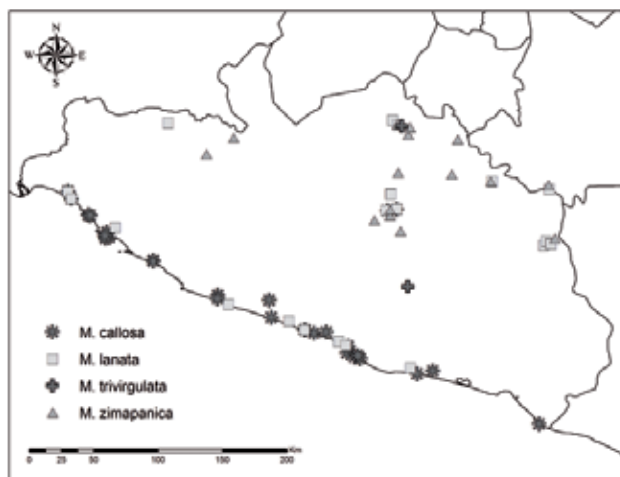 N
W E
S
M. callosa
M. lanata
M. trivirgulata
M. zimapanica
0 25 50 100 150 200 Km